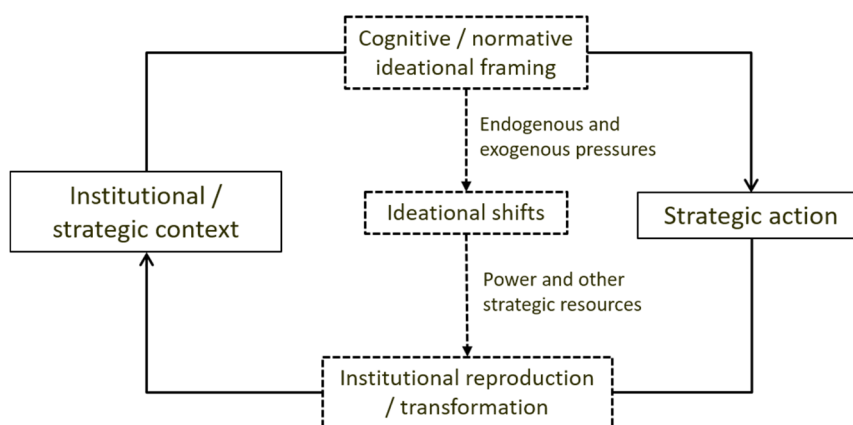 Cognitive / normative
ideational framing
Endogenous and
exogenous pressures
Institutional /
strategic context
Ideational shifts
Strategic action
Power and other
strategic resources
Institutional reproduction
/ transformation